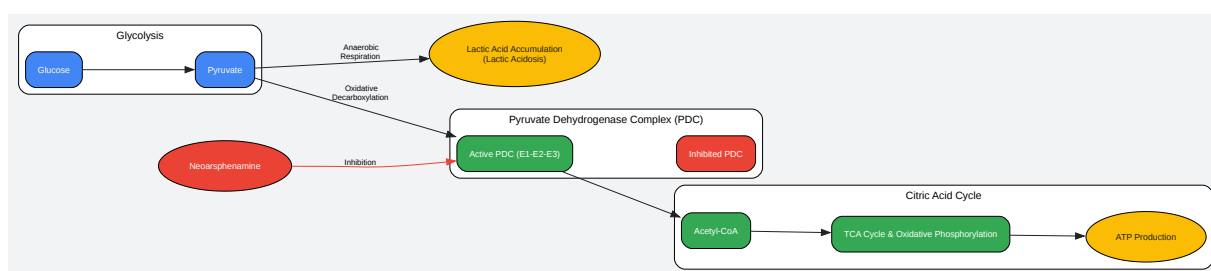 Glycolysis
Glucose
Pyruvate
Anaerobic
Respiration
Lactic Acid Accumulation
(Lactic Acidosis)
Oxidative
Decarboxylation
Pyruvate Dehydrogenase Complex (PDC)
Active PDC (E1-E2-E3)
Inhibited PDC
Neoarsphenamine
Inhibition
Citric Acid Cycle
Acetyl-CoA
TCA Cycle & Oxidative Phosphorylation
ATP Production